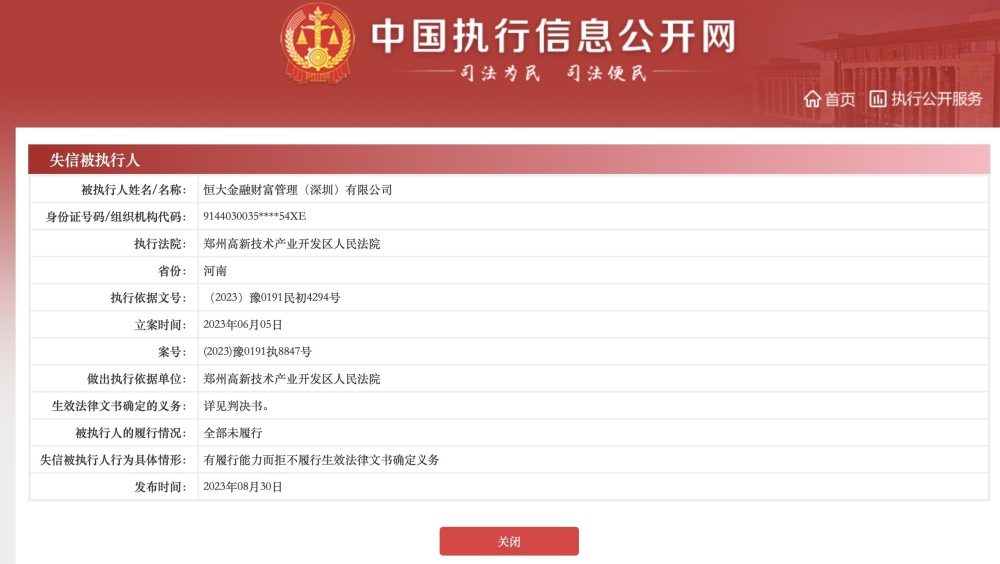 中国执行信息公开网
司法为民 司法便民
首页 执行公开服务
失信被执行人
被执行人姓名/名称： 恒大金融财富管理（深圳）有限公司
身份证号码/组织机构代码： 9144030035****54XE
执行法院： 郑州高新技术产业开发区人民法院
省份： 河南
执行依据文号： （2023）豫0191民初4294号
立案时间： 2023年06月05日
案号： (2023)豫0191执8847号
做出执行依据单位： 郑州高新技术产业开发区人民法院
生效法律文书确定的义务： 详见判决书。
被执行人的履行情况： 全部未履行
失信被执行人行为具体情形： 有履行能力而拒不履行生效法律文书确定义务
发布时间： 2023年08月30日
关闭